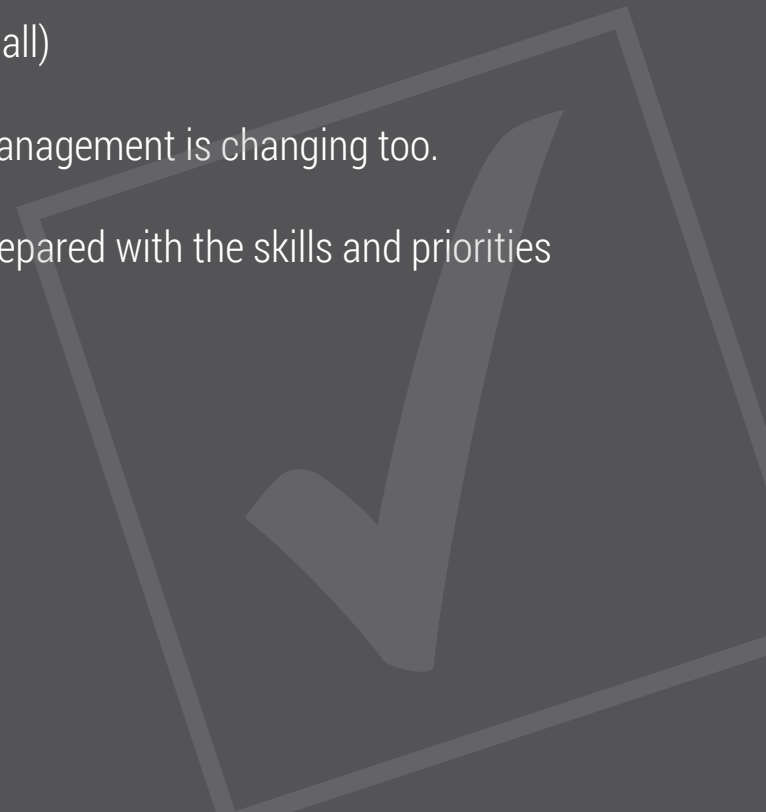 all)
anagement is changing too.
epared with the skills and priorities